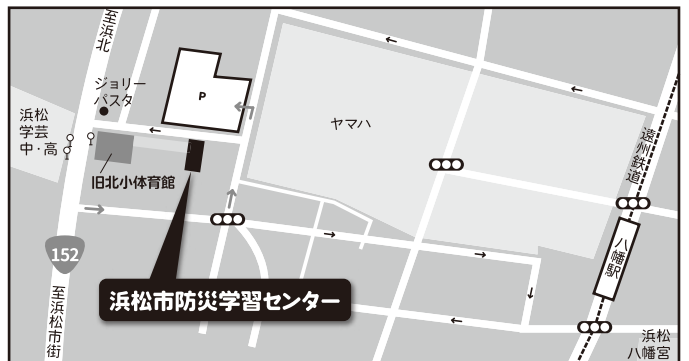 至浜北
ジョリー
パスタ
P
浜松
学芸
中・高
ヤマハ
遠州鉄道
旧北小体育館
152
八幡駅
浜松市防災学習センター
至浜松市街
浜松
八幡宮